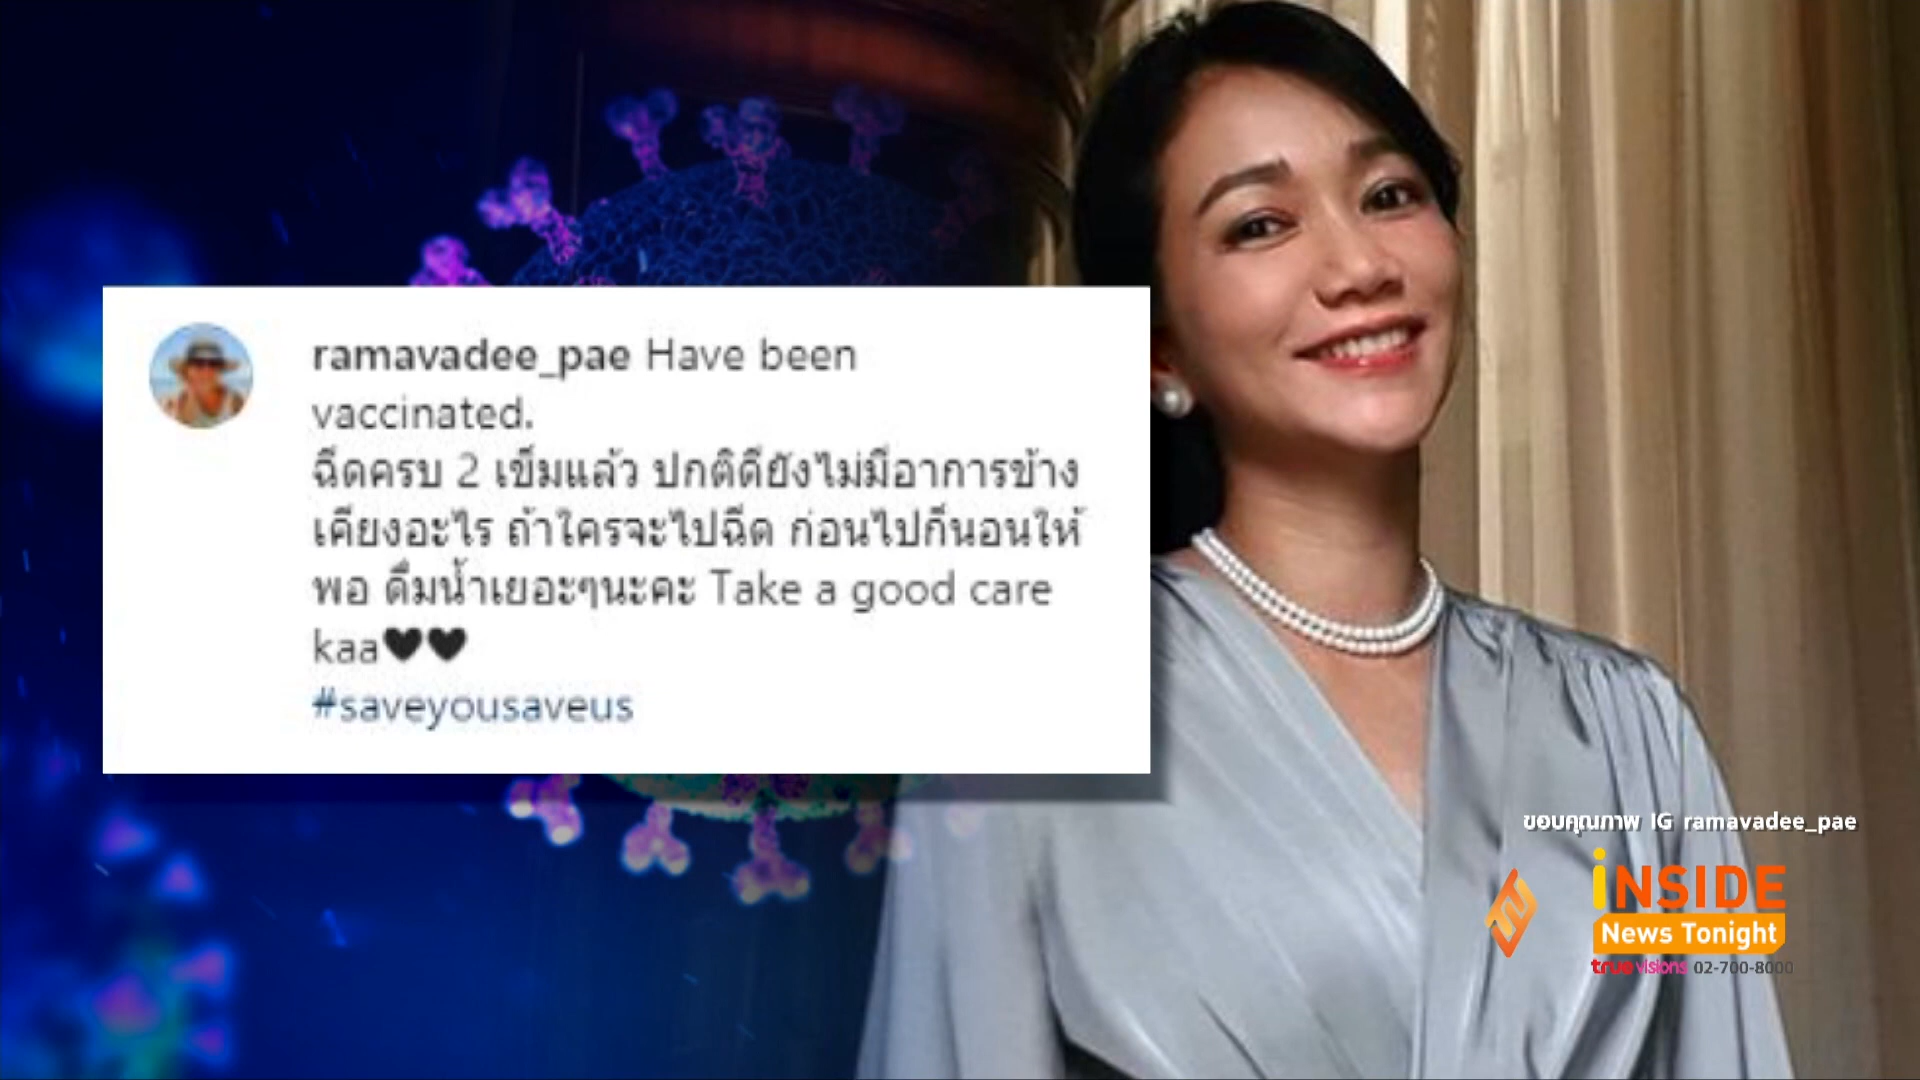 ramavadee_pae Have been
vaccinated.
ฉีดครบ 2 เข็มแล้ว ปกติดียังไม่มีอาการข้าง
เคียงอะไร ถ้าใครจะไปฉีด ก่อนไปก็นอนให้
พอ ดื่มน้ำเยอะๆนะคะ Take a good care
kaa🖤🖤
#saveyousaveus
ขอบคุณภาพ IG ramavadee_pae
iNSIDE
News Tonight
truevisions 02-700-8000